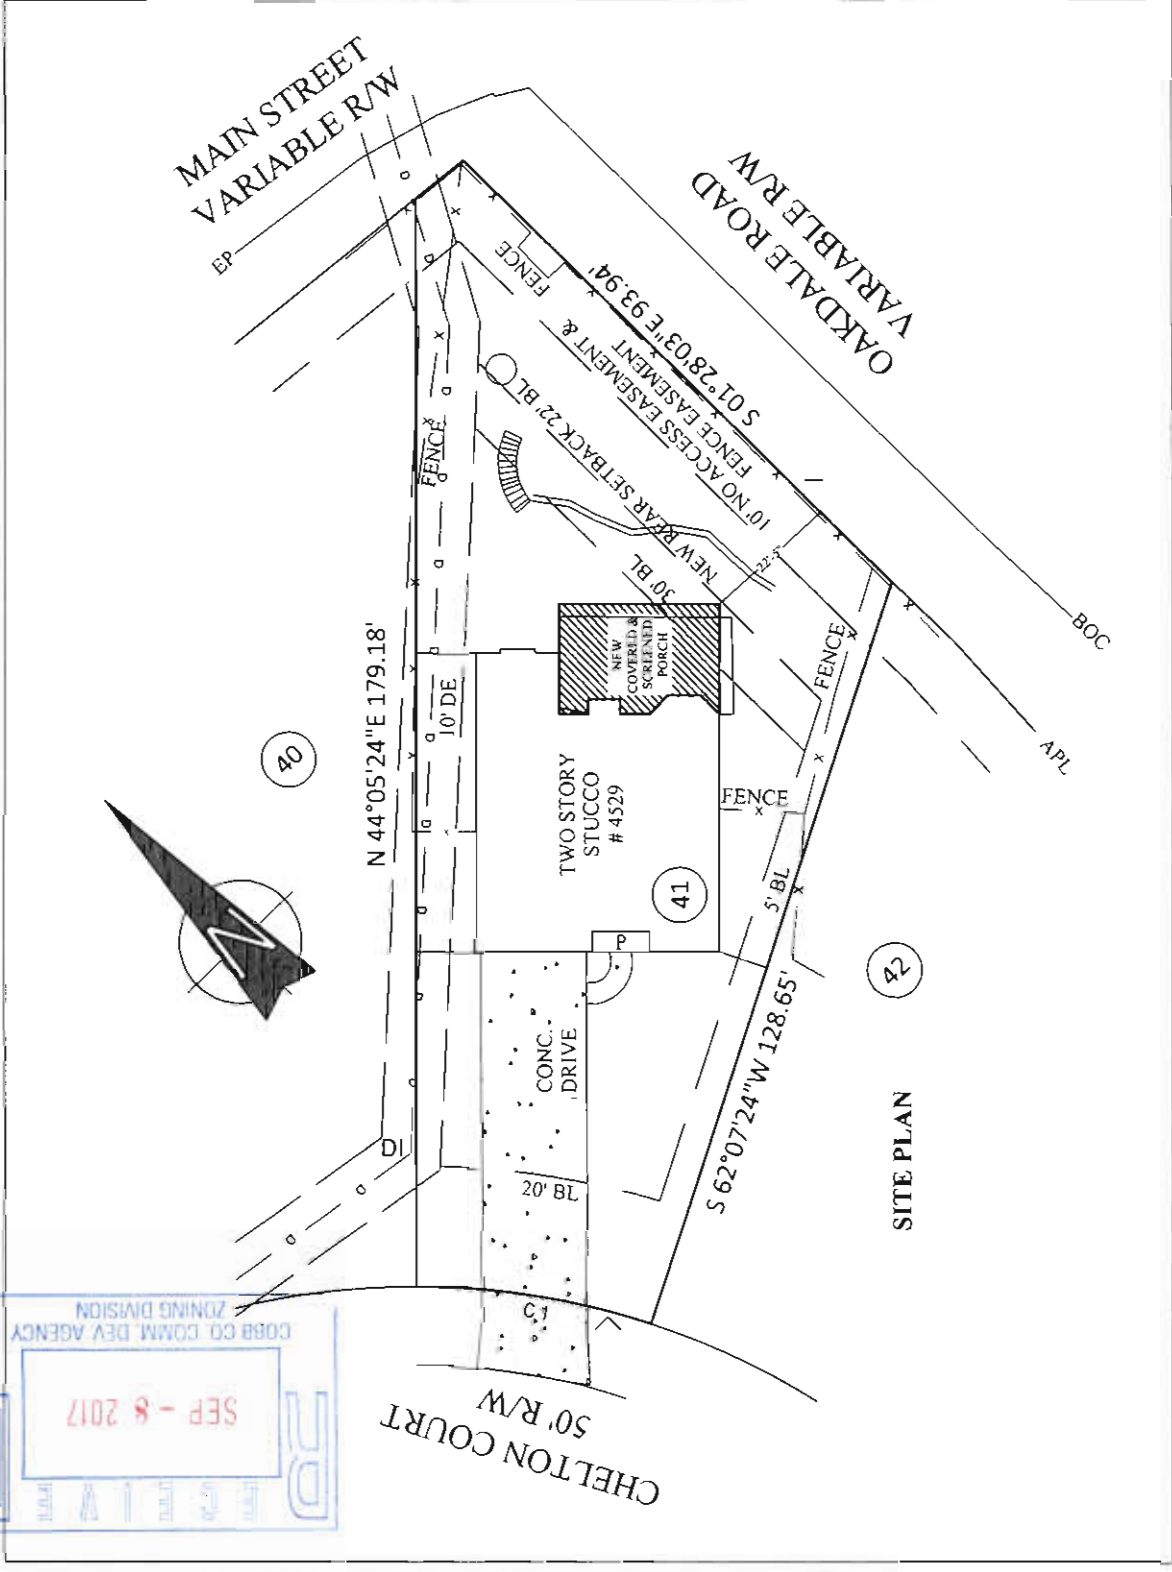 MAIN STREET
VARIABLE R/W
EP
OAKDALE ROAD
VARIABLE R/W
FENCE
S 01°28'03"E 93.94'
10' NO ACCESS EASEMENT &
FENCE EASEMENT
NEW REAR SETBACK 22' BL
30' BL
22'-5"
FENCE
N 44°05'24"E 179.18'
10' DE
40
NEW
COVERED &
SCREENED
PORCH
FENCE
BOC
APL
TWO STORY
STUCCO
# 4529
FENCE
41
5' BL
P
42
N
CONC.
DRIVE
S 62°07'24"W 128.65'
DI
20' BL
SITE PLAN
C1
CHELTON COURT
50' R/W
RECEIVE
SEP - 8 2017
COBB CO. COMM. DEV. AGENCY
ZONING DIVISION